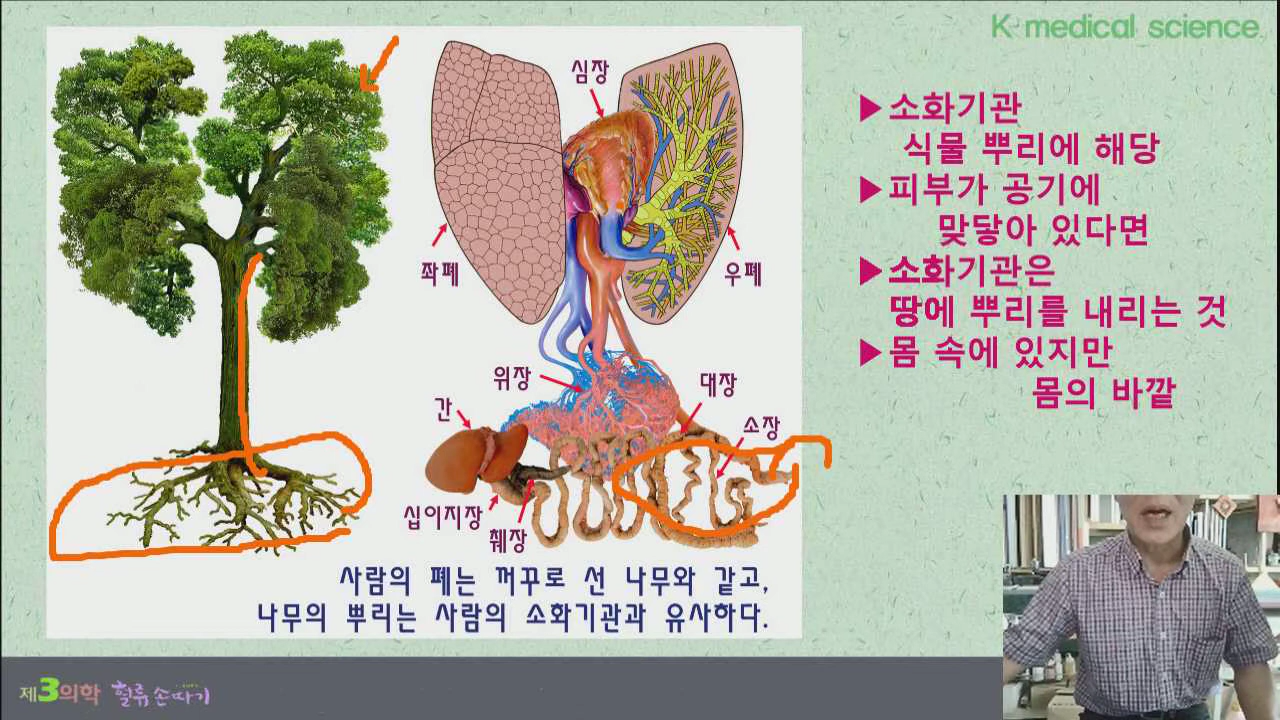 K medical science
심장
좌폐
우폐
위장
대장
간
소장
십이지장
췌장
사람의 폐는 꺼꾸로 선 나무와 같고,
나무의 뿌리는 사람의 소화기관과 유사하다.
▶소화기관
식물 뿌리에 해당
▶피부가 공기에
맞닿아 있다면
▶소화기관은
땅에 뿌리를 내리는 것
▶몸 속에 있지만
몸의 바깥
제3의학 혈류손따기